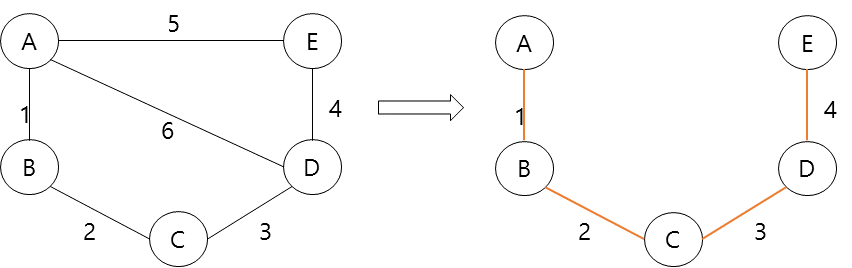 A 5 E
1 6 4
B D
2 C 3
A E
1 4
B D
2 C 3